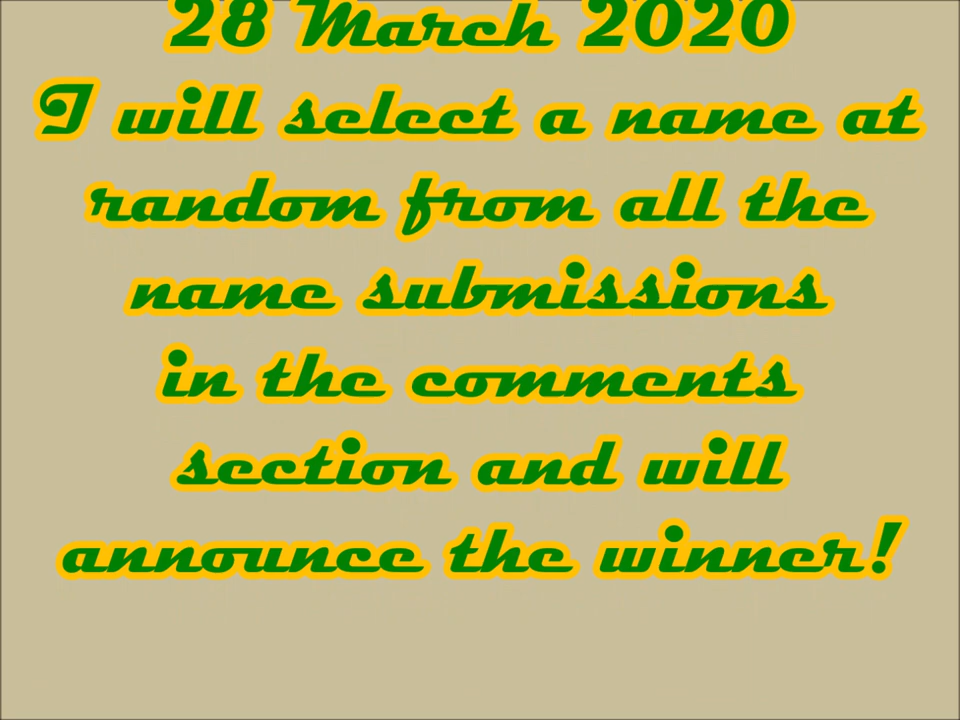 28 March 2020
I will select a name at
random from all the
name submissions
in the comments
section and will
announce the winner!